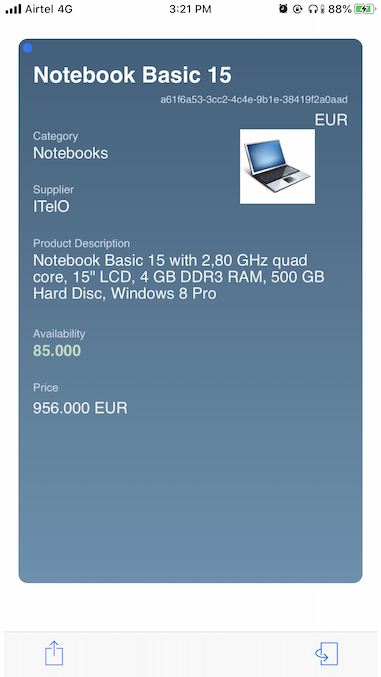 Airtel 4G 3:21 PM 88%
Notebook Basic 15
a61f6a53-3cc2-4c4e-9b1e-38419f2a0aad
EUR
Category
Notebooks
Supplier
ITelO
Product Description
Notebook Basic 15 with 2,80 GHz quad
core, 15" LCD, 4 GB DDR3 RAM, 500 GB
Hard Disc, Windows 8 Pro
Availability
85.000
Price
956.000 EUR